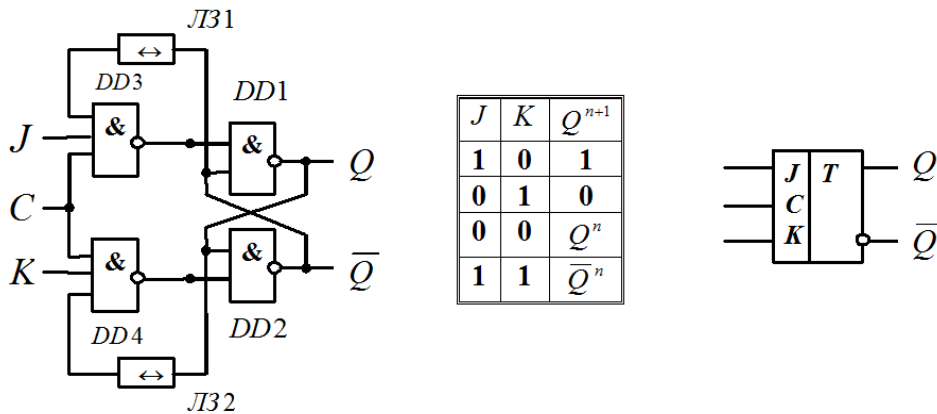 ЛЗ1
↔
DD3
DD1
&
&
J
Q
C
K
&
&
Q̅
DD4
DD2
↔
ЛЗ2
J K Qⁿ⁺¹
1 0 1
0 1 0
0 0 Qⁿ
1 1 Q̅ⁿ
J T
C
K
Q
Q̅